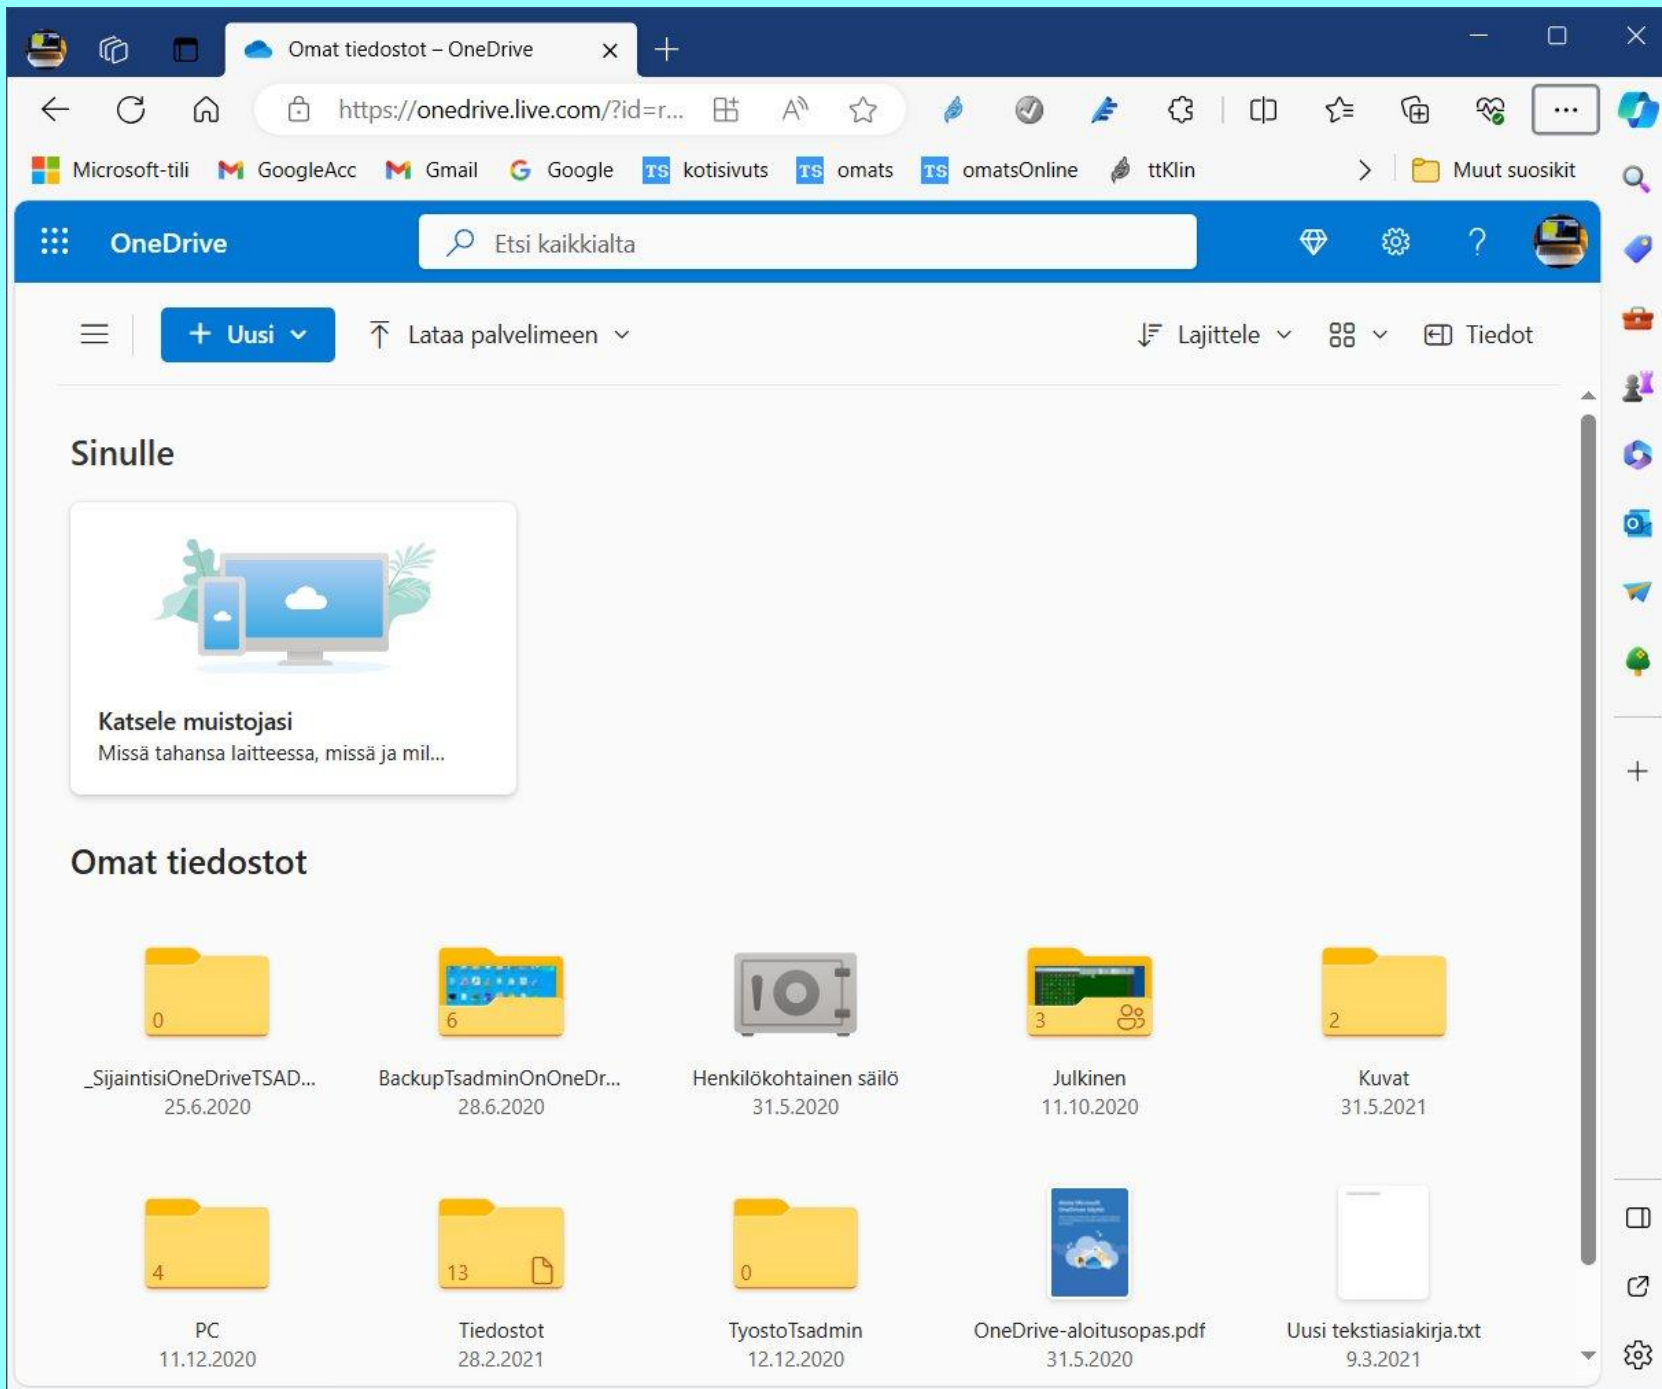 Omat tiedostot – OneDrive
https://onedrive.live.com/?id=r...
Microsoft-tili GoogleAcc Gmail Google TS kotisivuts TS omats TS omatsOnline ttKlin Muut suosikit
OneDrive Etsi kaikkialta
Uusi Lataa palvelimeen Lajittele Tiedot
Sinulle
Katsele muistojasi
Missä tahansa laitteessa, missä ja mil...
Omat tiedostot
0 6 3 2
_SijaintisiOneDriveTSAD... BackupTsadminOnOneDr... Henkilökohtainen säilö Julkinen Kuvat
25.6.2020 28.6.2020 31.5.2020 11.10.2020 31.5.2021
4 13 0
PC Tiedostot TyostoTsadmin OneDrive-aloitusopas.pdf Uusi tekstiasiakirja.txt
11.12.2020 28.2.2021 12.12.2020 31.5.2020 9.3.2021